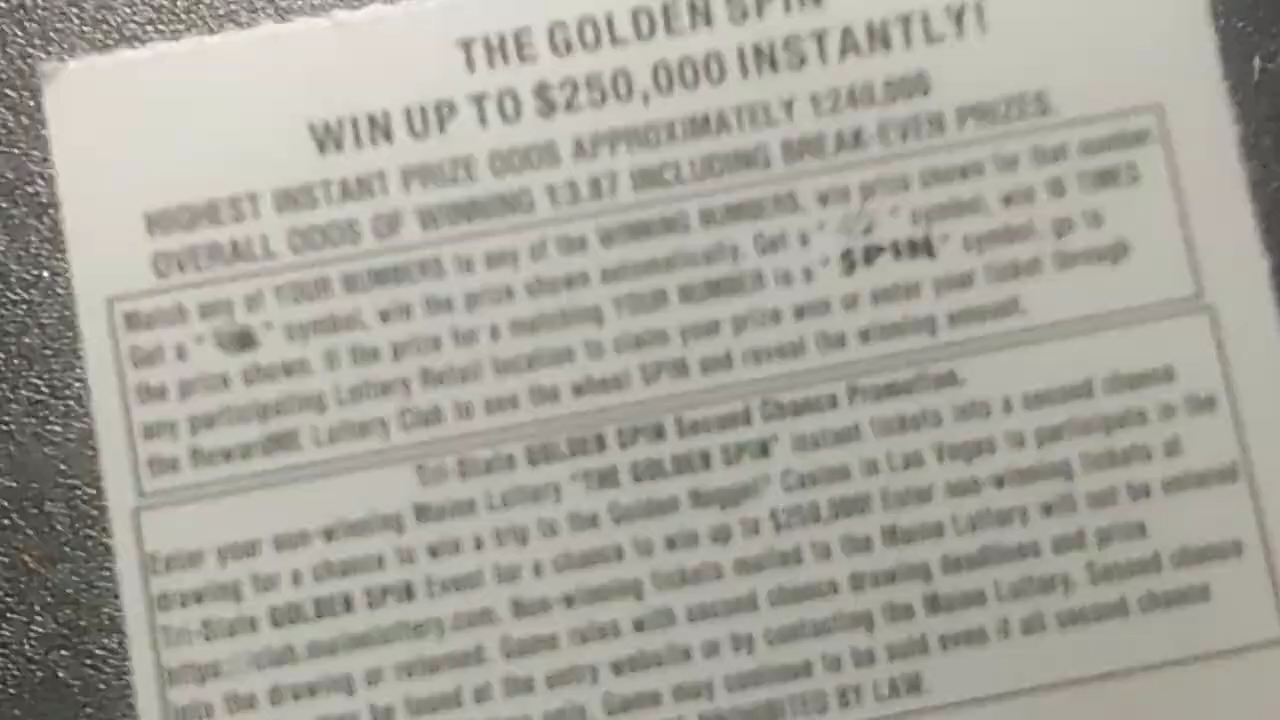 THE GOLDEN SPIN
WIN UP TO $250,000 INSTANTLY!
HIGHEST INSTANT PRIZE ODDS APPROXIMATELY 1:240,000
OVERALL ODDS OF WINNING 1:3.87 INCLUDING BREAK-EVEN PRIZES.
Match any of YOUR NUMBERS to any of the WINNING NUMBERS, win prize shown for that number.
Get a " " symbol, win the prize shown automatically. Get a " " symbol, win 10 TIMES
the prize shown. If the prize for a matching YOUR NUMBER is a "SPIN" symbol, go to
any participating Lottery Retail location to claim your prize won or enter your ticket through
the Lottery Club to see the wheel SPIN and reveal the winning amount.
Tri-State GOLDEN SPIN Second Chance Promotion.
Enter your non-winning Maine Lottery "THE GOLDEN SPIN" instant tickets into a second chance
drawing for a chance to win a trip to the Golden Nugget Casino in Las Vegas to participate in the
Tri-State GOLDEN SPIN Event for a chance to win up to $250,000! Enter non-winning tickets at
Non-winning tickets mailed to the Maine Lottery will not be entered
into the drawing or returned. Game rules with second chance drawing deadlines and prize
be found at the entry website or by contacting the Maine Lottery. Second chance
only. Game may continue to be sold even if all second chance
BY LAW.